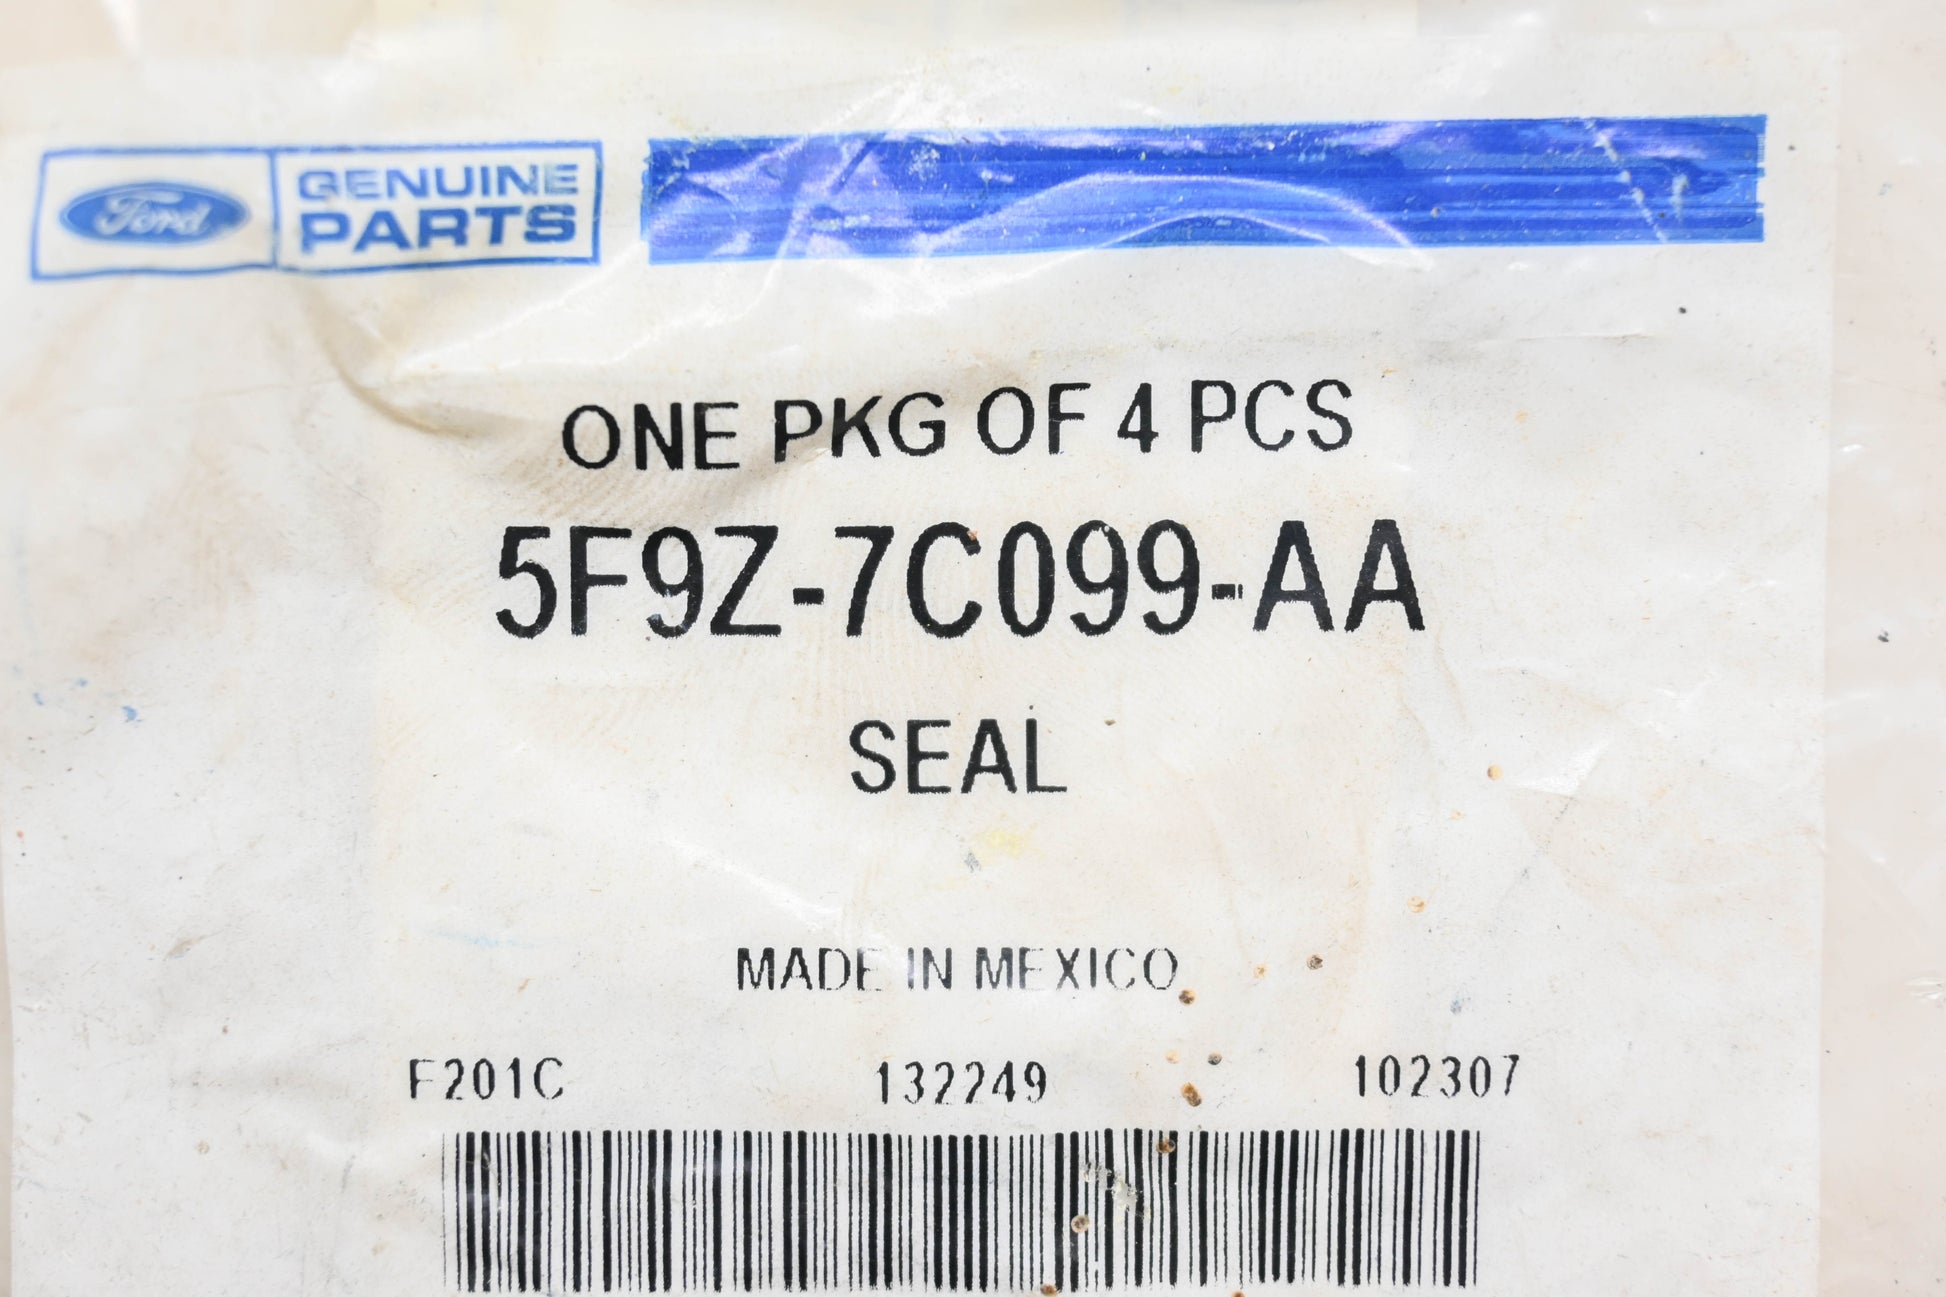 Ford GENUINE
PARTS
ONE PKG OF 4 PCS
5F9Z-7C099-AA
SEAL
MADE IN MEXICO
F201C 132249 102307